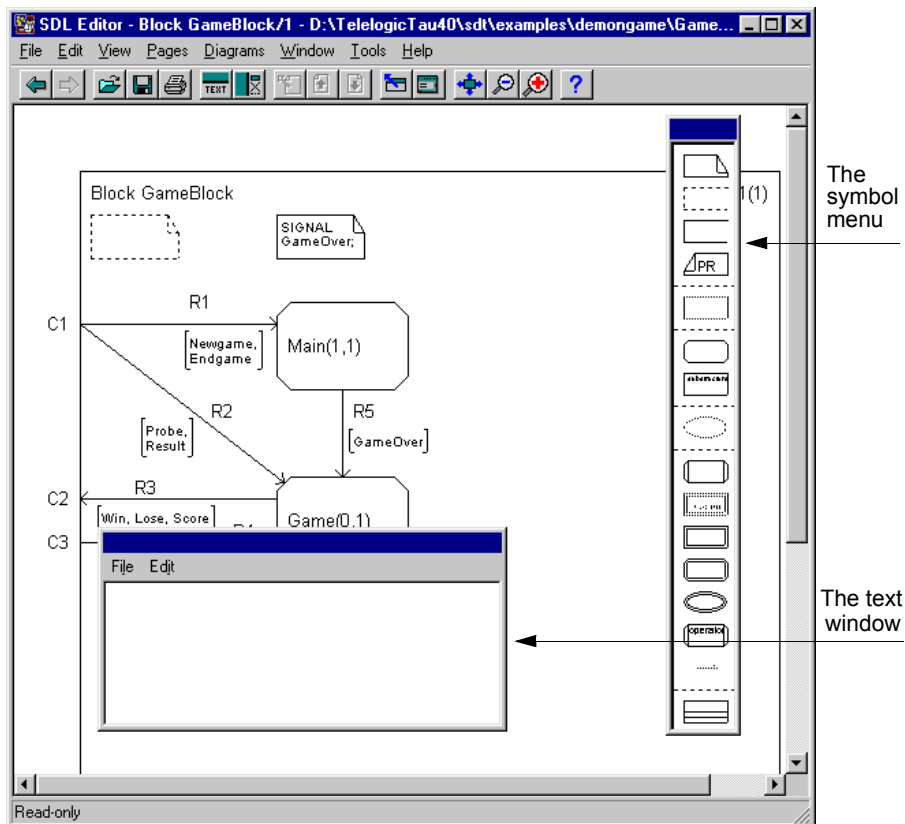 SDL Editor - Block GameBlock/1 - D:\TelelogicTau40\sdt\examples\demongame\Game...
File Edit View Pages Diagrams Window Tools Help
TEXT
?
Block GameBlock
1(1)
SIGNAL
GameOver;
The
symbol
menu
PR
R1
C1
[Newgame,
Endgame]
Main(1,1)
R2
R5
[Probe,
Result]
[GameOver]
R3
C2
[Win, Lose, Score]
Game(0,1)
C3
File Edit
The text
window
operator
Read-only